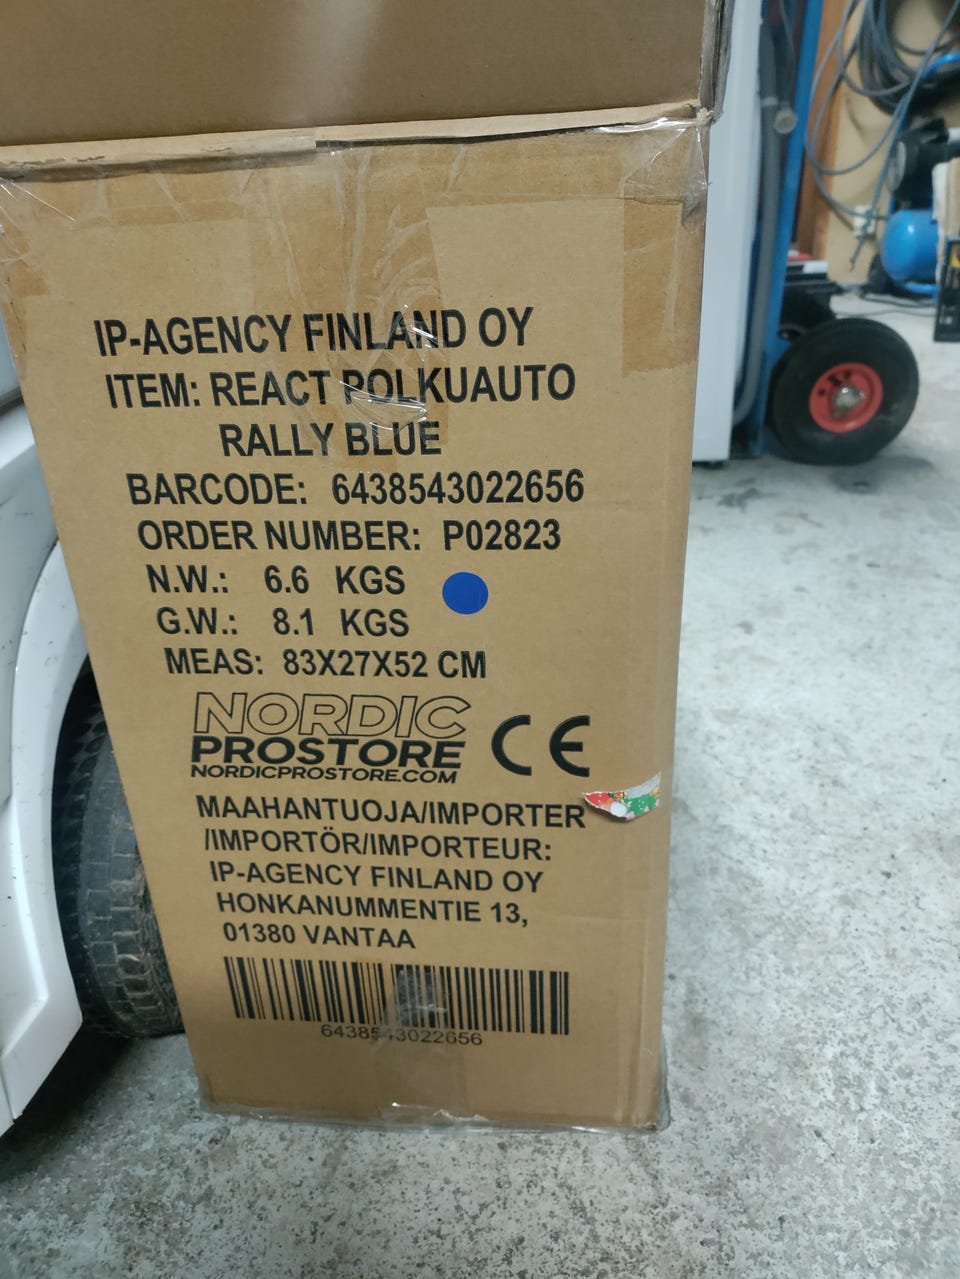 IP-AGENCY FINLAND OY
ITEM: REACT POLKUAUTO
RALLY BLUE
BARCODE: 6438543022656
ORDER NUMBER: P02823
N.W.: 6.6 KGS
G.W.: 8.1 KGS
MEAS: 83X27X52 CM
NORDIC
PROSTORE
NORDICPROSTORE.COM
CE
MAAHANTUOJA/IMPORTER
/IMPORTÖR/IMPORTEUR:
IP-AGENCY FINLAND OY
HONKANUMMENTIE 13,
01380 VANTAA
6438543022656